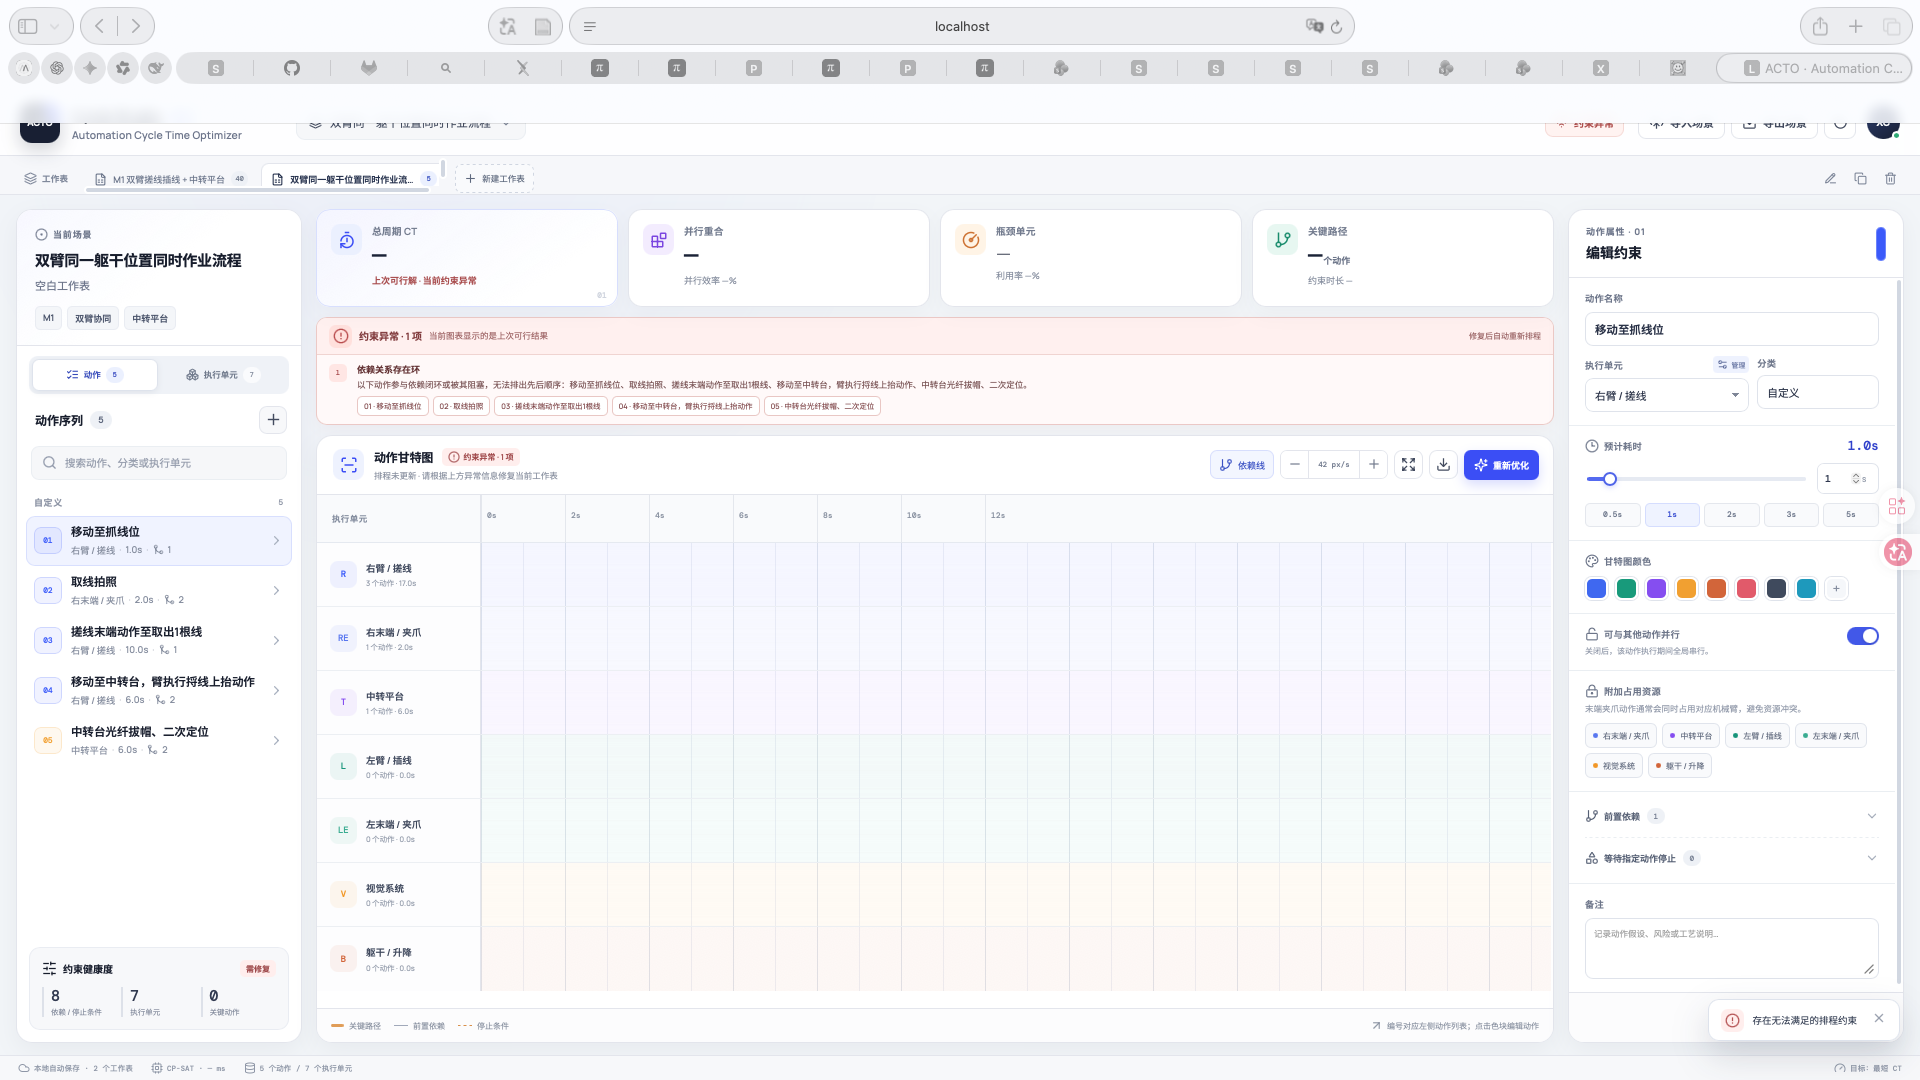 localhost
ACTO · Automation C...
Automation Cycle Time Optimizer
双臂同一躯干位置同时作业流程
约束异常
导入场景
导出场景
工作表
M1 双臂搓线插线 + 中转平台 40
双臂同一躯干位置同时作业流... 5
新建工作表
当前场景
双臂同一躯干位置同时作业流程
空白工作表
M1
双臂协同
中转平台
动作 5
执行单元 7
动作序列 5
搜索动作、分类或执行单元
自定义 5
01 移动至抓线位
右臂 / 搓线 · 1.0s · 1
02 取线拍照
右末端 / 夹爪 · 2.0s · 2
03 搓线末端动作至取出1根线
右臂 / 搓线 · 10.0s · 1
04 移动至中转台，臂执行捋线上抬动作
右臂 / 搓线 · 6.0s · 2
05 中转台光纤拔帽、二次定位
中转平台 · 6.0s · 2
约束健康度 需修复
8 7 0
依赖 / 停止条件 执行单元 关键动作
总周期 CT
—
上次可行解 · 当前约束异常
01
并行重合
—
并行效率 —%
瓶颈单元
—
利用率 —%
关键路径
—个动作
约束时长 —
约束异常 · 1 项 当前图表显示的是上次可行结果 修复后自动重新排程
1 依赖关系存在环
以下动作参与依赖闭环或被其阻塞，无法排出先后顺序：移动至抓线位、取线拍照、搓线末端动作至取出1根线、移动至中转台，臂执行捋线上抬动作、中转台光纤拔帽、二次定位。
01 · 移动至抓线位 02 · 取线拍照 03 · 搓线末端动作至取出1根线 04 · 移动至中转台，臂执行捋线上抬动作 05 · 中转台光纤拔帽、二次定位
动作甘特图 约束异常 · 1 项
排程未更新 · 请根据上方异常信息修复当前工作表
依赖线
42 px/s
重新优化
执行单元 0s 2s 4s 6s 8s 10s 12s
R 右臂 / 搓线
3 个动作 · 17.0s
RE 右末端 / 夹爪
1 个动作 · 2.0s
T 中转平台
1 个动作 · 6.0s
L 左臂 / 插线
0 个动作 · 0.0s
LE 左末端 / 夹爪
0 个动作 · 0.0s
V 视觉系统
0 个动作 · 0.0s
B 躯干 / 升降
0 个动作 · 0.0s
关键路径 前置依赖 停止条件
编号对应左侧动作列表；点击色块编辑动作
动作属性 · 01
编辑约束
动作名称
移动至抓线位
执行单元 管理 分类
右臂 / 搓线 自定义
预计耗时 1.0s
1 s
0.5s 1s 2s 3s 5s
甘特图颜色
可与其他动作并行
关闭后，该动作执行期间全局串行。
附加占用资源
末端夹爪动作通常会同时占用对应机械臂，避免资源冲突。
右末端 / 夹爪 中转平台 左臂 / 插线 左末端 / 夹爪
视觉系统 躯干 / 升降
前置依赖 1
等待指定动作停止 0
备注
记录动作假设、风险或工艺说明…
存在无法满足的排程约束
本地自动保存 · 2 个工作表 CP-SAT · — ms 5 个动作 / 7 个执行单元
目标: 最短 CT